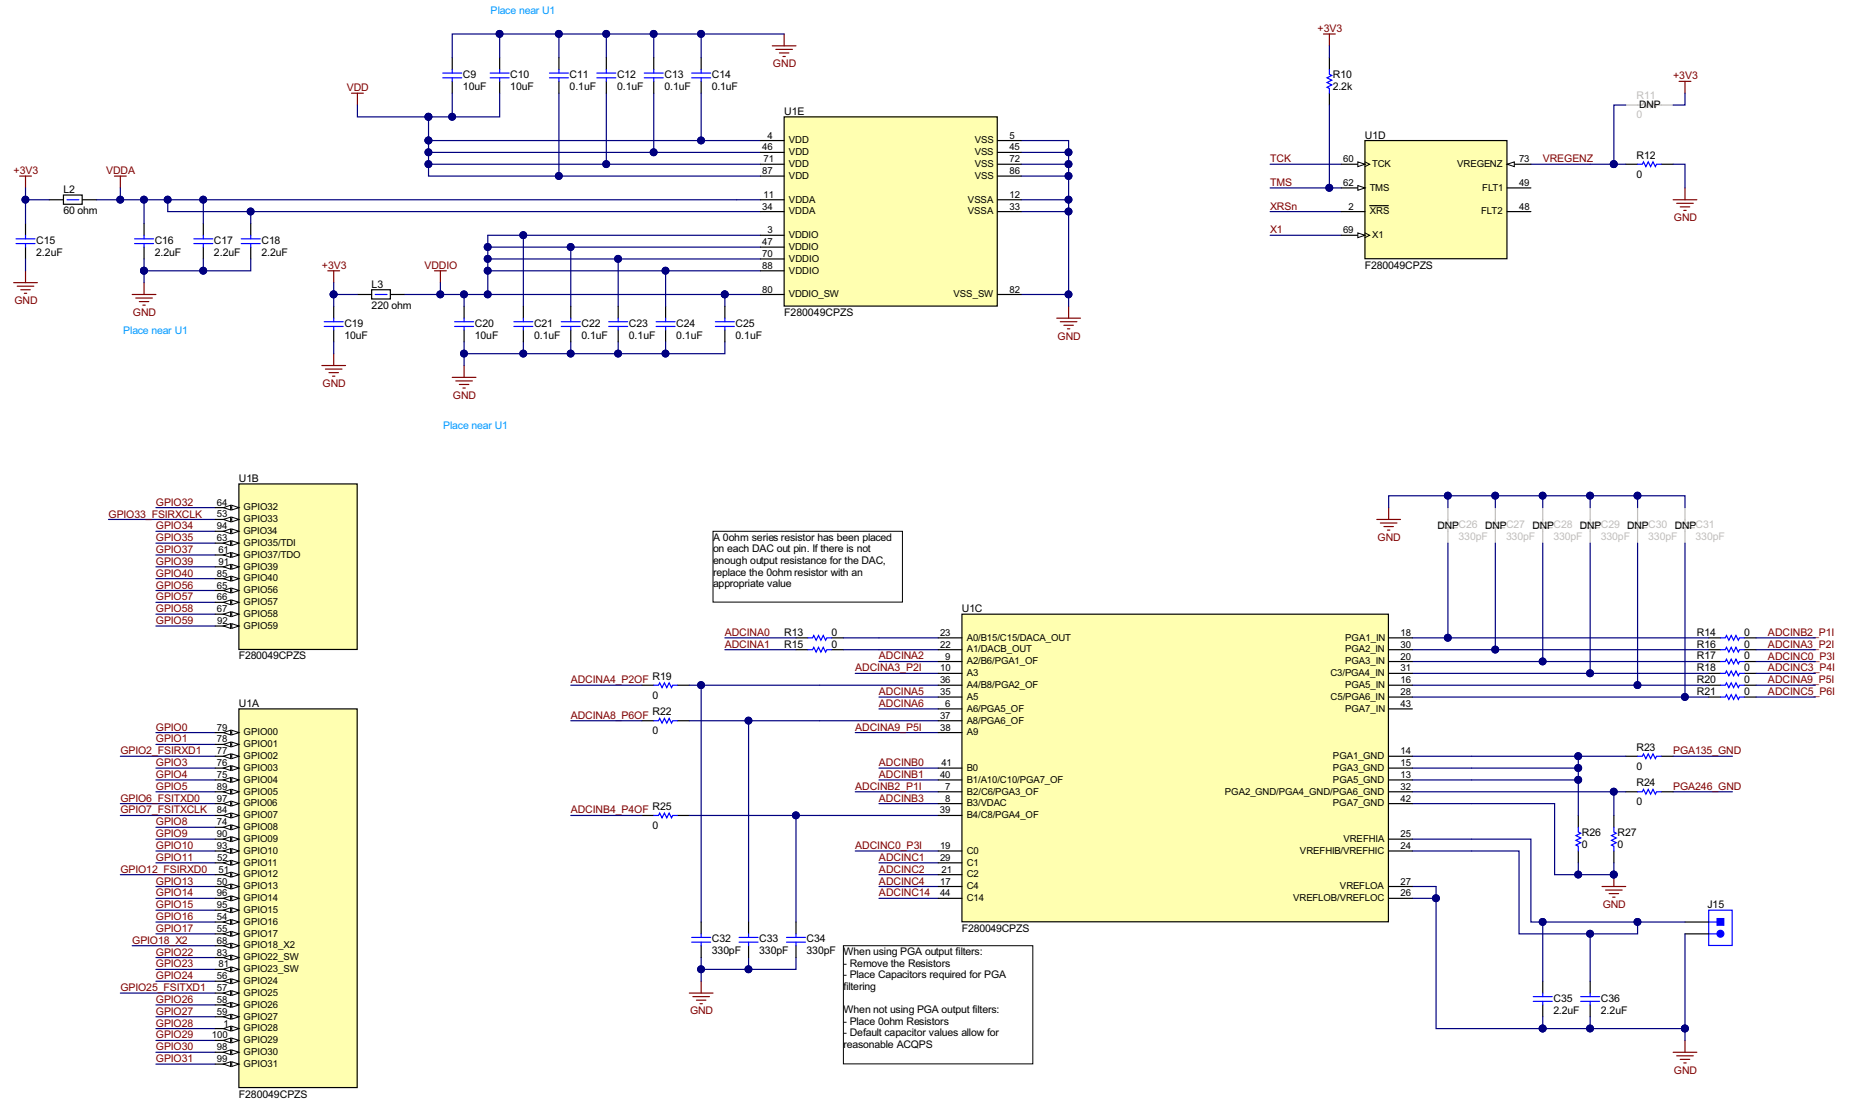 Place near U1
GND
VDD
C9
10uF
C10
10uF
C11
0.1uF
C12
0.1uF
C13
0.1uF
C14
0.1uF
U1E
4 VDD
46 VDD
71 VDD
87 VDD
11 VDDA
34 VDDA
3 VDDIO
47 VDDIO
70 VDDIO
88 VDDIO
80 VDDIO_SW
VSS 5
VSS 45
VSS 72
VSS 86
VSSA 12
VSSA 33
VSS_SW 82
F280049CPZS
GND
+3V3
L2
60 ohm
VDDA
C15
2.2uF
GND
C16
2.2uF
C17
2.2uF
C18
2.2uF
GND
Place near U1
+3V3
L3
220 ohm
VDDIO
C19
10uF
GND
C20
10uF
C21
0.1uF
C22
0.1uF
C23
0.1uF
C24
0.1uF
C25
0.1uF
GND
Place near U1
+3V3
R10
2.2k
+3V3
R11
DNP
0
U1D
TCK 60 TCK
TMS 62 TMS
XRSn 2 XRS
X1 69 X1
VREGENZ 73 VREGENZ
FLT1 49
FLT2 48
R12
0
GND
F280049CPZS
U1B
GPIO32 64 GPIO32
GPIO33_FSIRXCLK 53 GPIO33
GPIO34 94 GPIO34
GPIO35 63 GPIO35/TDI
GPIO37 61 GPIO37/TDO
GPIO39 91 GPIO39
GPIO40 85 GPIO40
GPIO56 65 GPIO56
GPIO57 66 GPIO57
GPIO58 67 GPIO58
GPIO59 92 GPIO59
F280049CPZS
U1A
GPIO0 79 GPIO00
GPIO1 78 GPIO01
GPIO2_FSIRXD1 77 GPIO02
GPIO3 76 GPIO03
GPIO4 75 GPIO04
GPIO5 89 GPIO05
GPIO6_FSITXD0 97 GPIO06
GPIO7_FSITXCLK 84 GPIO07
GPIO8 74 GPIO08
GPIO9 90 GPIO09
GPIO10 93 GPIO10
GPIO11 52 GPIO11
GPIO12_FSIRXD0 51 GPIO12
GPIO13 50 GPIO13
GPIO14 96 GPIO14
GPIO15 95 GPIO15
GPIO16 54 GPIO16
GPIO17 55 GPIO17
GPIO18_X2 68 GPIO18_X2
GPIO22 83 GPIO22_SW
GPIO23 81 GPIO23_SW
GPIO24 56 GPIO24
GPIO25_FSITXD1 57 GPIO25
GPIO26 58 GPIO26
GPIO27 59 GPIO27
GPIO28 1 GPIO28
GPIO29 100 GPIO29
GPIO30 98 GPIO30
GPIO31 99 GPIO31
F280049CPZS
A 0ohm series resistor has been placed
on each DAC out pin. If there is not
enough output resistance for the DAC,
replace the 0ohm resistor with an
appropriate value
U1C
ADCINA0 R13 0 23 A0/B15/C15/DACA_OUT
ADCINA1 R15 0 22 A1/DACB_OUT
ADCINA2 9 A2/B6/PGA1_OF
ADCINA3_P2I 10 A3
ADCINA4_P2OF R19 0 36 A4/B8/PGA2_OF
ADCINA5 35 A5
ADCINA6 6 A6/PGA5_OF
ADCINA8_P6OF R22 0 37 A8/PGA6_OF
ADCINA9_P5I 38 A9
ADCINB0 41 B0
ADCINB1 40 B1/A10/C10/PGA7_OF
ADCINB2_P1I 7 B2/C6/PGA3_OF
ADCINB3 8 B3/VDAC
ADCINB4_P4OF R25 0 39 B4/C8/PGA4_OF
ADCINC0_P3I 19 C0
ADCINC1 29 C1
ADCINC2 21 C2
ADCINC4 17 C4
ADCINC14 44 C14
F280049CPZS
C32
330pF
C33
330pF
C34
330pF
GND
When using PGA output filters:
- Remove the Resistors
- Place Capacitors required for PGA
filtering
When not using PGA output filters:
- Place 0ohm Resistors
- Default capacitor values allow for
reasonable ACQPS
GND
DNP C26
330pF
DNP C27
330pF
DNP C28
330pF
DNP C29
330pF
DNP C30
330pF
DNP C31
330pF
PGA1_IN 18 R14 0 ADCINB2_P1I
PGA2_IN 30 R16 0 ADCINA3_P2I
PGA3_IN 20 R17 0 ADCINC0_P3I
C3/PGA4_IN 31 R18 0 ADCINC3_P4I
PGA5_IN 16 R20 0 ADCINA9_P5I
C5/PGA6_IN 28 R21 0 ADCINC5_P6I
PGA7_IN 43
PGA1_GND 14 R23 0 PGA135_GND
PGA3_GND 15
PGA5_GND 13
PGA2_GND/PGA4_GND/PGA6_GND 32 R24 0 PGA246_GND
PGA7_GND 42
R26
0
R27
0
GND
VREFHIA 25
VREFHIB/VREFHIC 24
VREFLOA 27
VREFLOB/VREFLOC 26
J15
C35
2.2uF
C36
2.2uF
GND